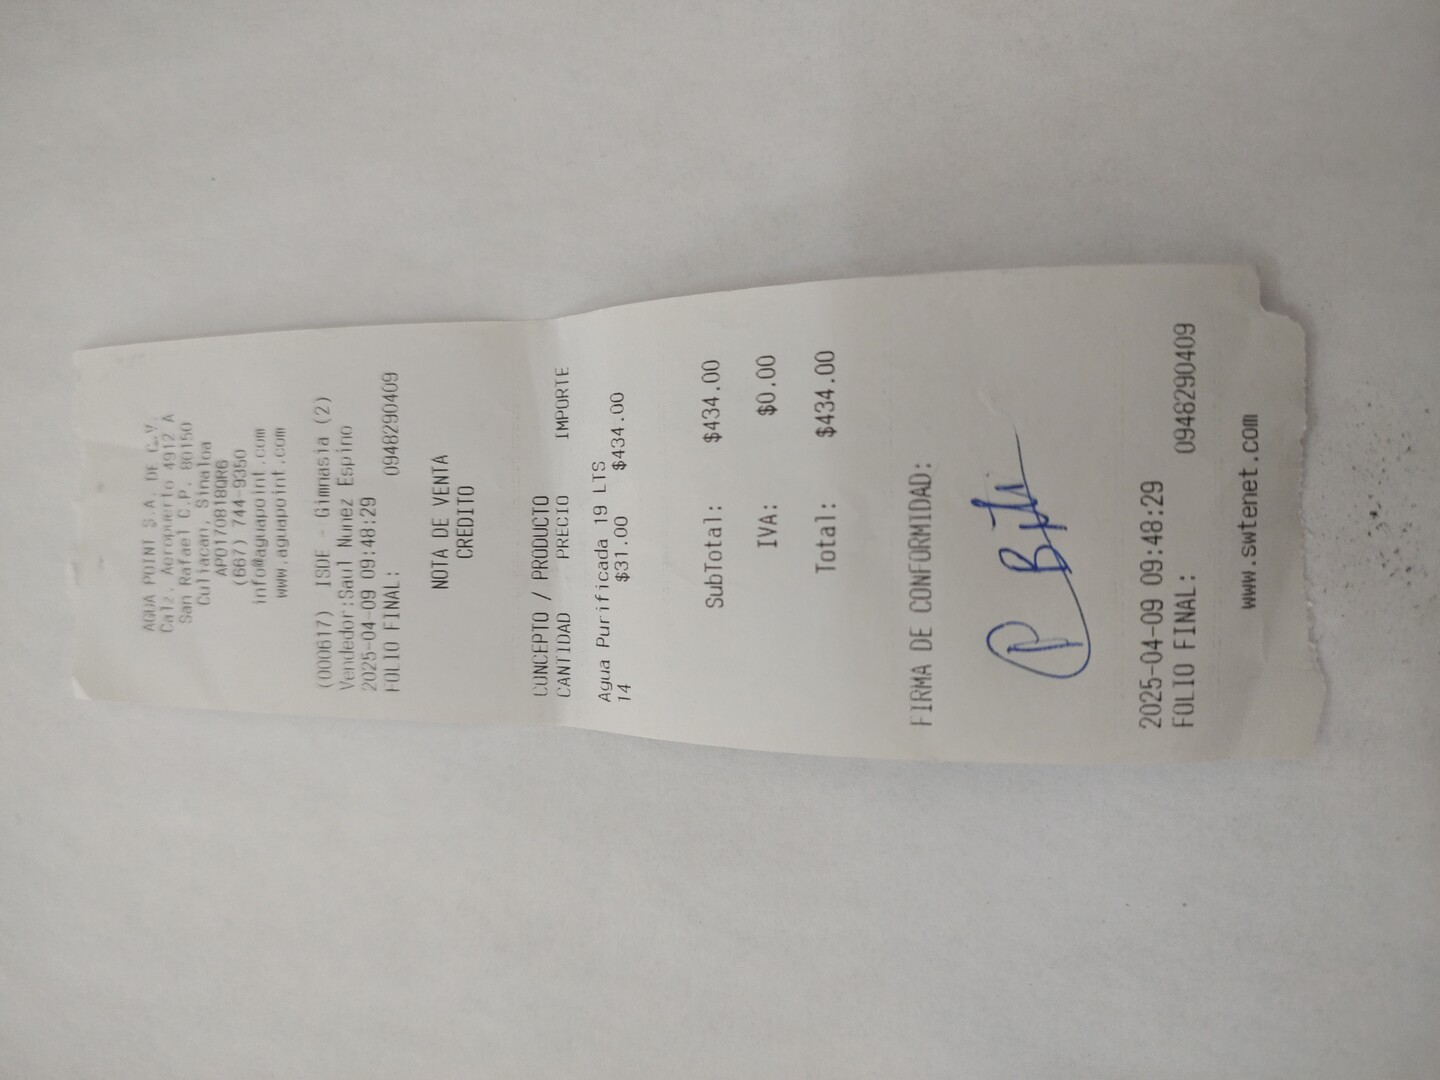 AGUA POINT S.A. DE C.V.
Calz. Aeropuerto 4912 A
San Rafael C.P. 80150
Culiacan, Sinaloa
APO170818QR6
(667) 744-9350
info@aguapoint.com
www.aguapoint.com
(000617) ISDE - Gimnasia (2)
Vendedor:Saul Nunez Espino
2025-04-09 09:48:29
FOLIO FINAL: 0948290409
NOTA DE VENTA
CREDITO
CONCEPTO / PRODUCTO
CANTIDAD PRECIO IMPORTE
Agua Purificada 19 LTS
14 $31.00 $434.00
SubTotal: $434.00
IVA: $0.00
Total: $434.00
FIRMA DE CONFORMIDAD:
2025-04-09 09:48:29
FOLIO FINAL: 0948290409
www.swtenet.com